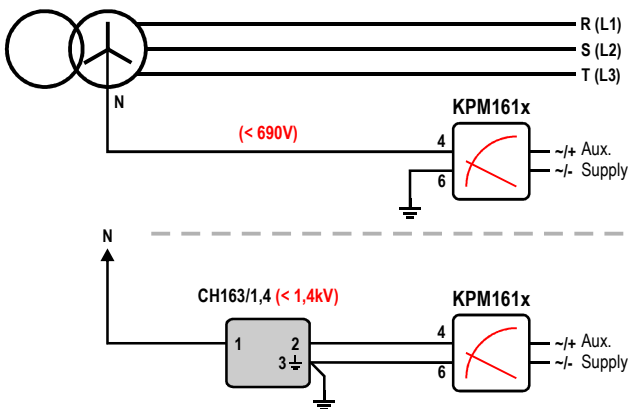 R (L1)
S (L2)
T (L3)
N
KPM161x
(< 690V)
4
~/+ Aux.
6
~/- Supply
N
CH163/1,4 (< 1,4kV)
KPM161x
1
2
4
~/+ Aux.
3
6
~/- Supply